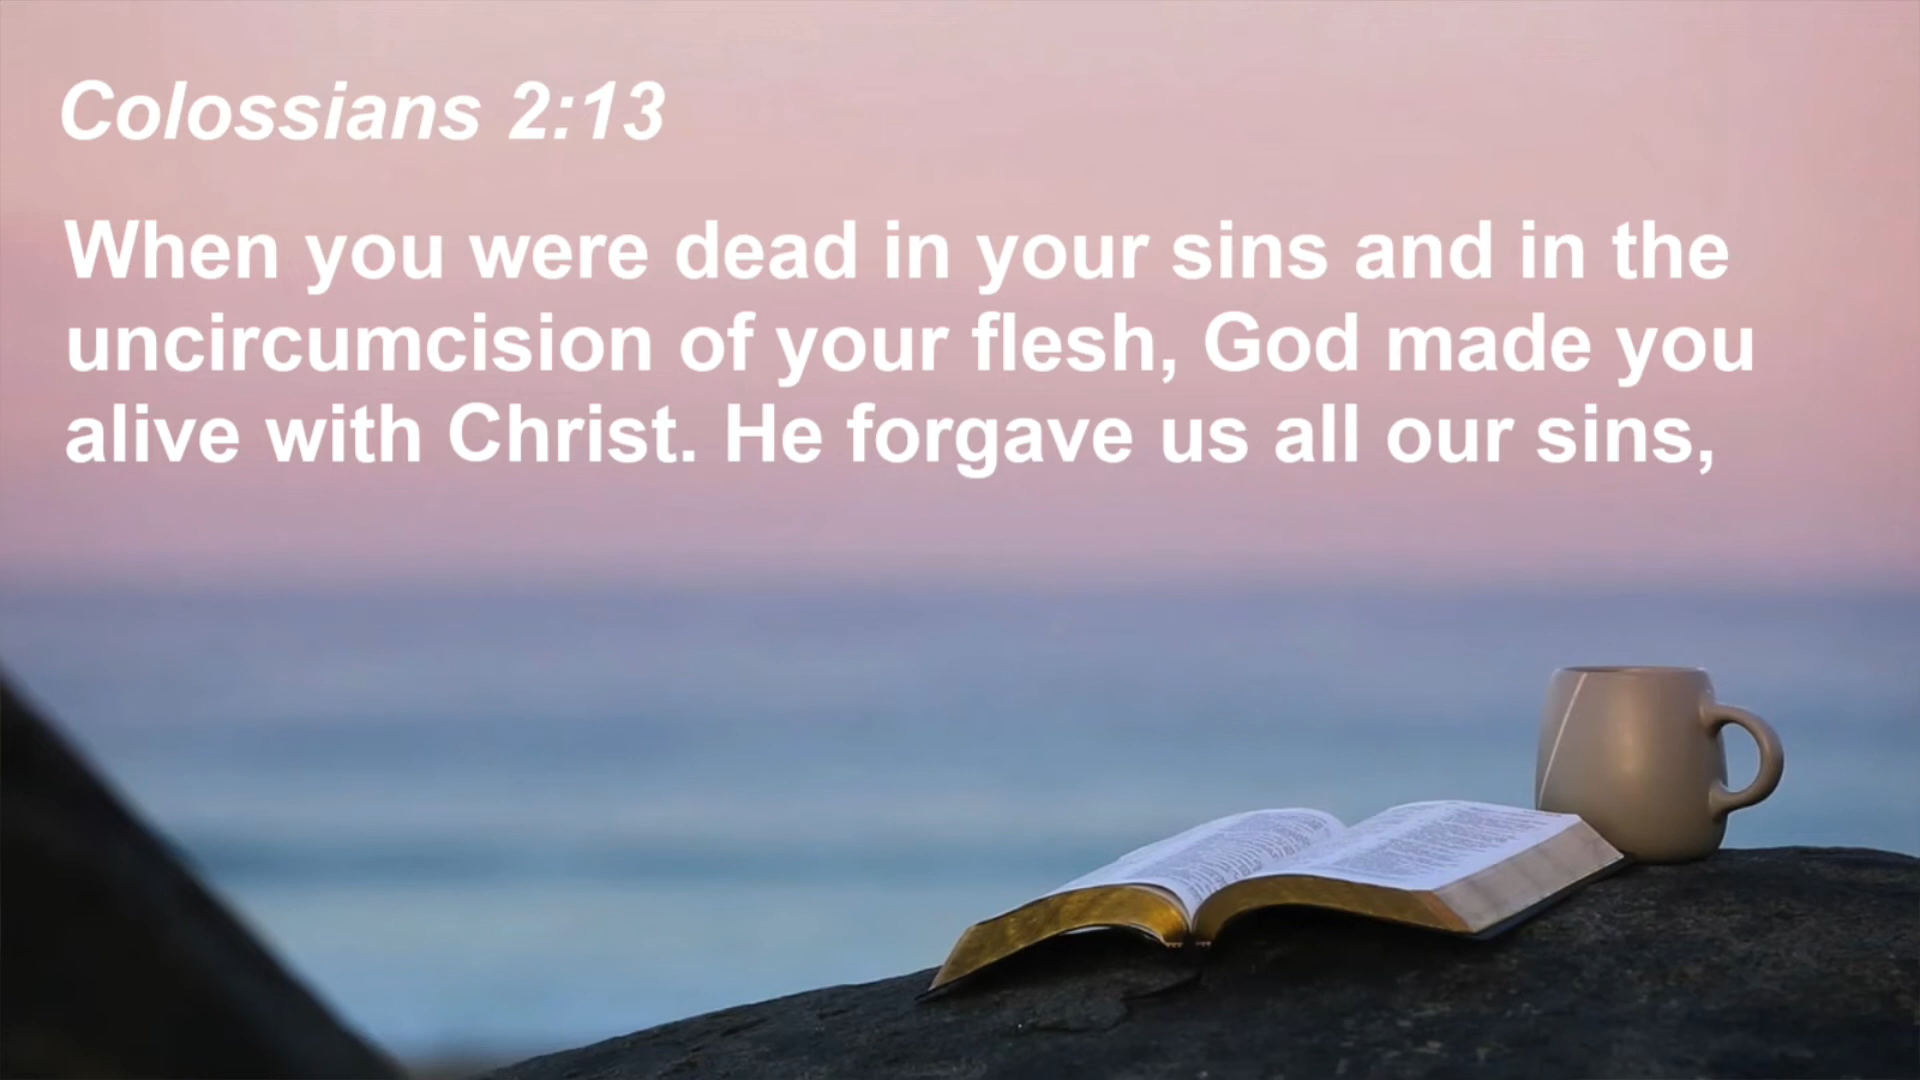 Colossians 2:13
When you were dead in your sins and in the
uncircumcision of your flesh, God made you
alive with Christ. He forgave us all our sins,